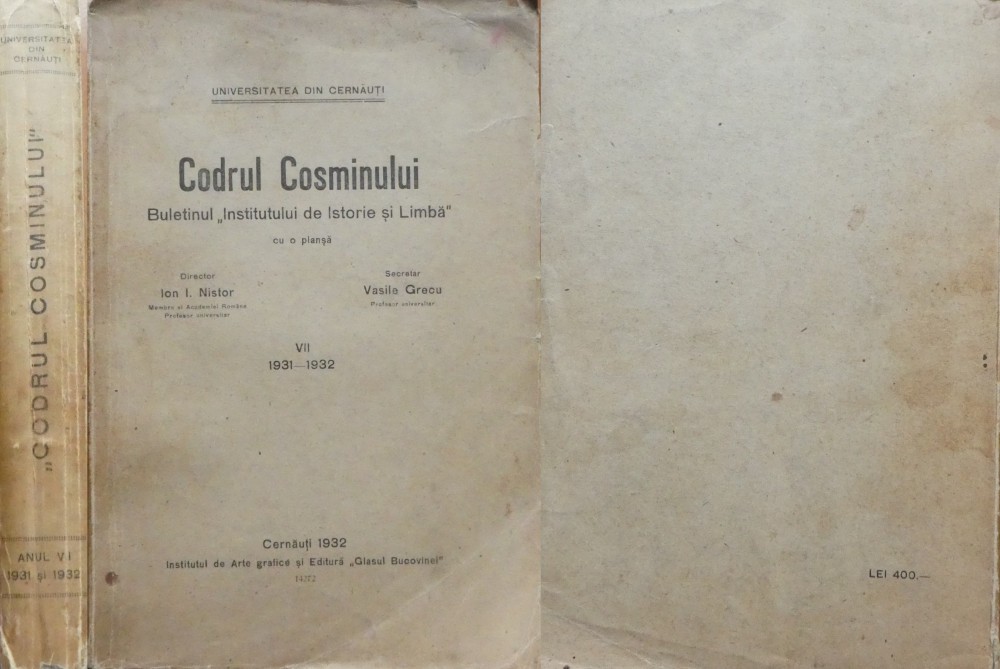 UNIVERSITATEA
DIN
CERNĂUȚI
„CODRUL COSMINULUI“
ANUL VII
1931 și 1932
UNIVERSITATEA DIN CERNĂUȚI
Codrul Cosminului
Buletinul „Institutului de Istorie și Limbă“
cu o planșă
Director
Ion I. Nistor
Membru al Academiei Române
Profesor universitar
Secretar
Vasile Grecu
Profesor universitar
VII
1931—1932
Cernăuți 1932
Institutul de Arte grafice și Editură „Glasul Bucovinei“
14272
LEI 400.—